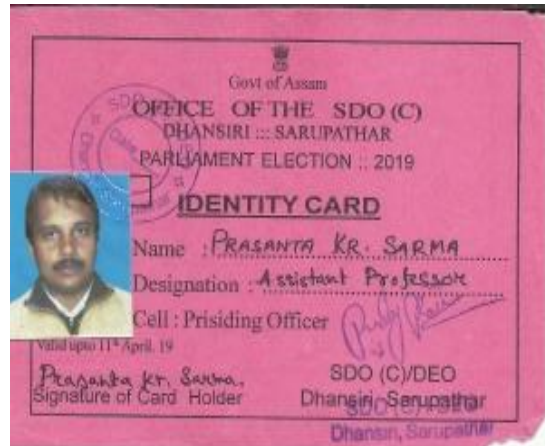 Govt of Assam
OFFICE OF THE SDO (C)
DHANSIRI ::: SARUPATHAR
PARLIAMENT ELECTION :: 2019
IDENTITY CARD
Name : PRASANTA KR. SARMA
Designation : Assistant Professor
Cell : Prisiding Officer
Valid upto 11th April. 19
Prasanta Kr. Sarma.
Signature of Card Holder
SDO (C)/DEO
Dhansiri, Sarupathar
SDO (C) / DEO
Dhansiri, Sarupathar